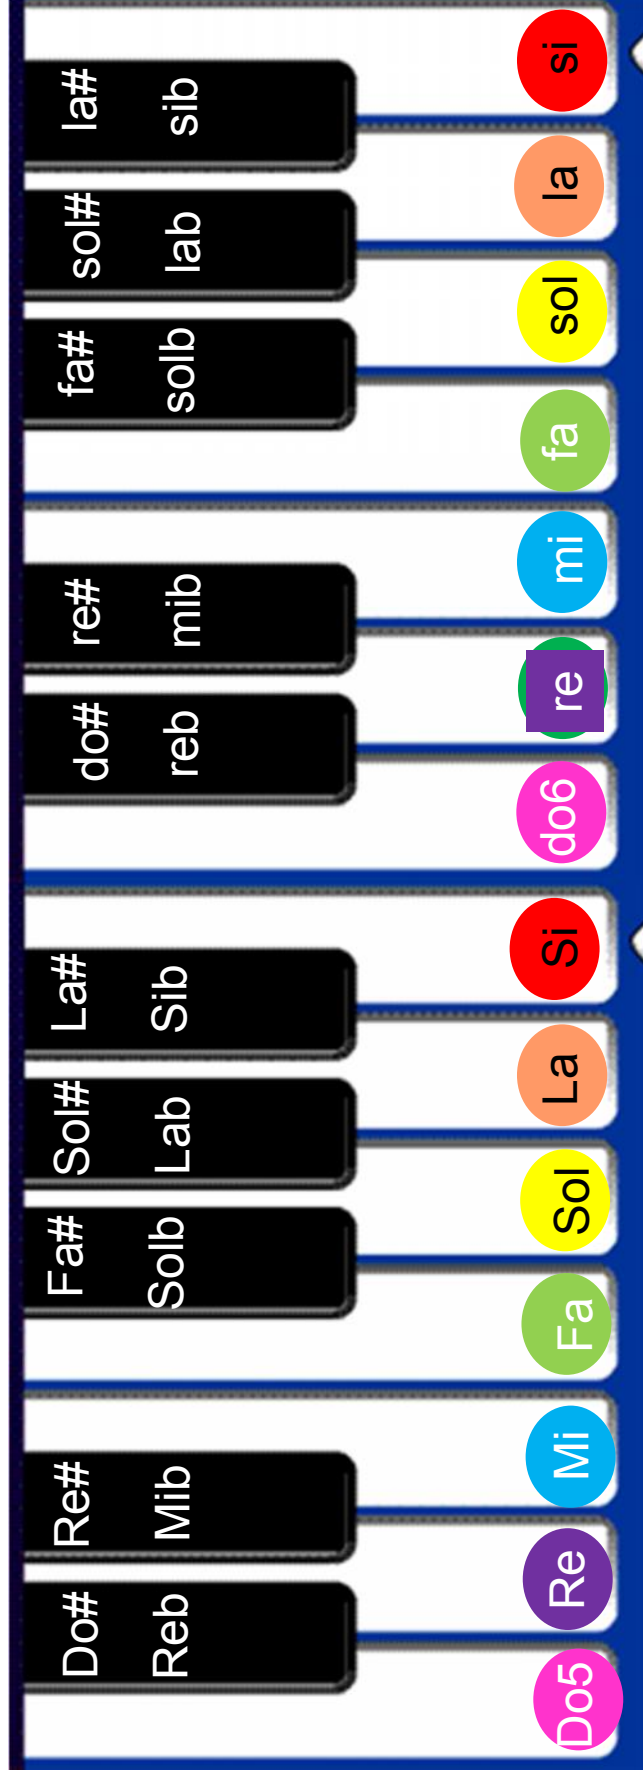 Do# Re# Fa# Sol# La# do# re# fa# sol# la#
Reb Mib Solb Lab Sib reb mib solb lab sib
Do5 Re Mi Fa Sol La Si do6 re mi fa sol la si